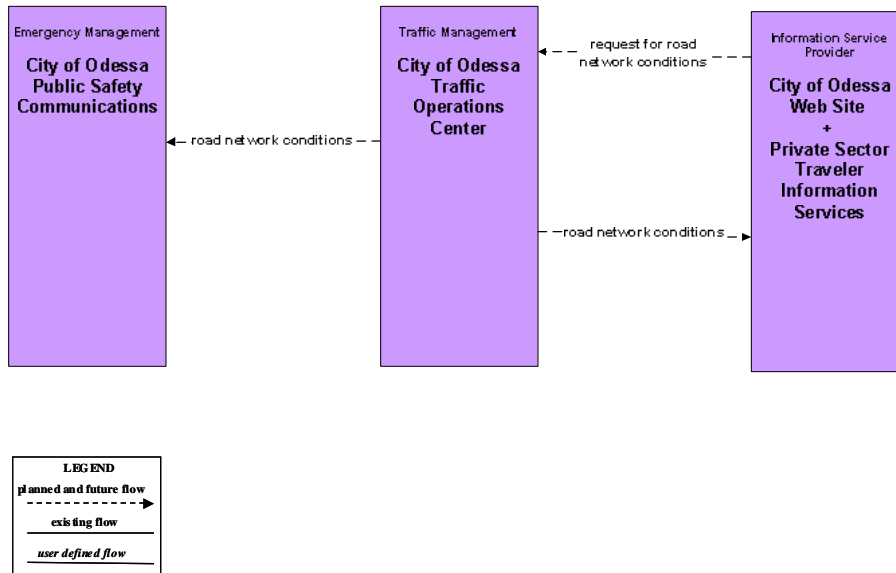 Emergency Management
City of Odessa
Public Safety
Communications
road network conditions
Traffic Management
City of Odessa
Traffic
Operations
Center
request for road
network conditions
road network conditions
Information Service
Provider
City of Odessa
Web Site
+
Private Sector
Traveler
Information
Services
LEGEND
planned and future flow
existing flow
user defined flow